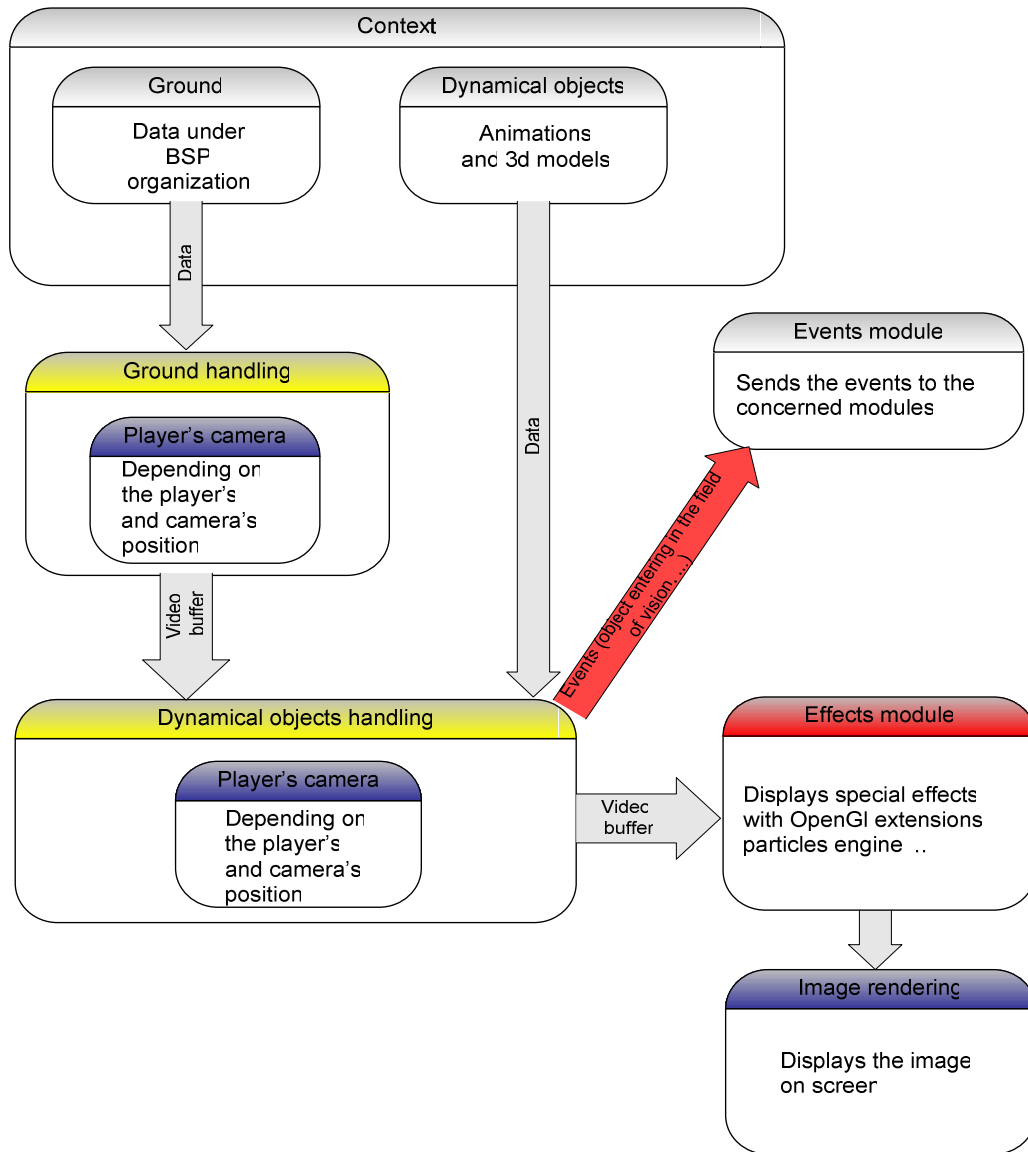 Context
Ground
Data under
BSP
organization
Dynamical objects
Animations
and 3d models
Data
Data
Events module
Sends the events to the
concerned modules
Ground handling
Player's camera
Depending on
the player's
and camera's
position
Video
buffer
Events (object entering in the field
of vision, ...)
Dynamical objects handling
Player's camera
Depending on
the player's
and camera's
position
Video
buffer
Effects module
Displays special effects
with OpenGl extensions
particles engine ..
Image rendering
Displays the image
on screen